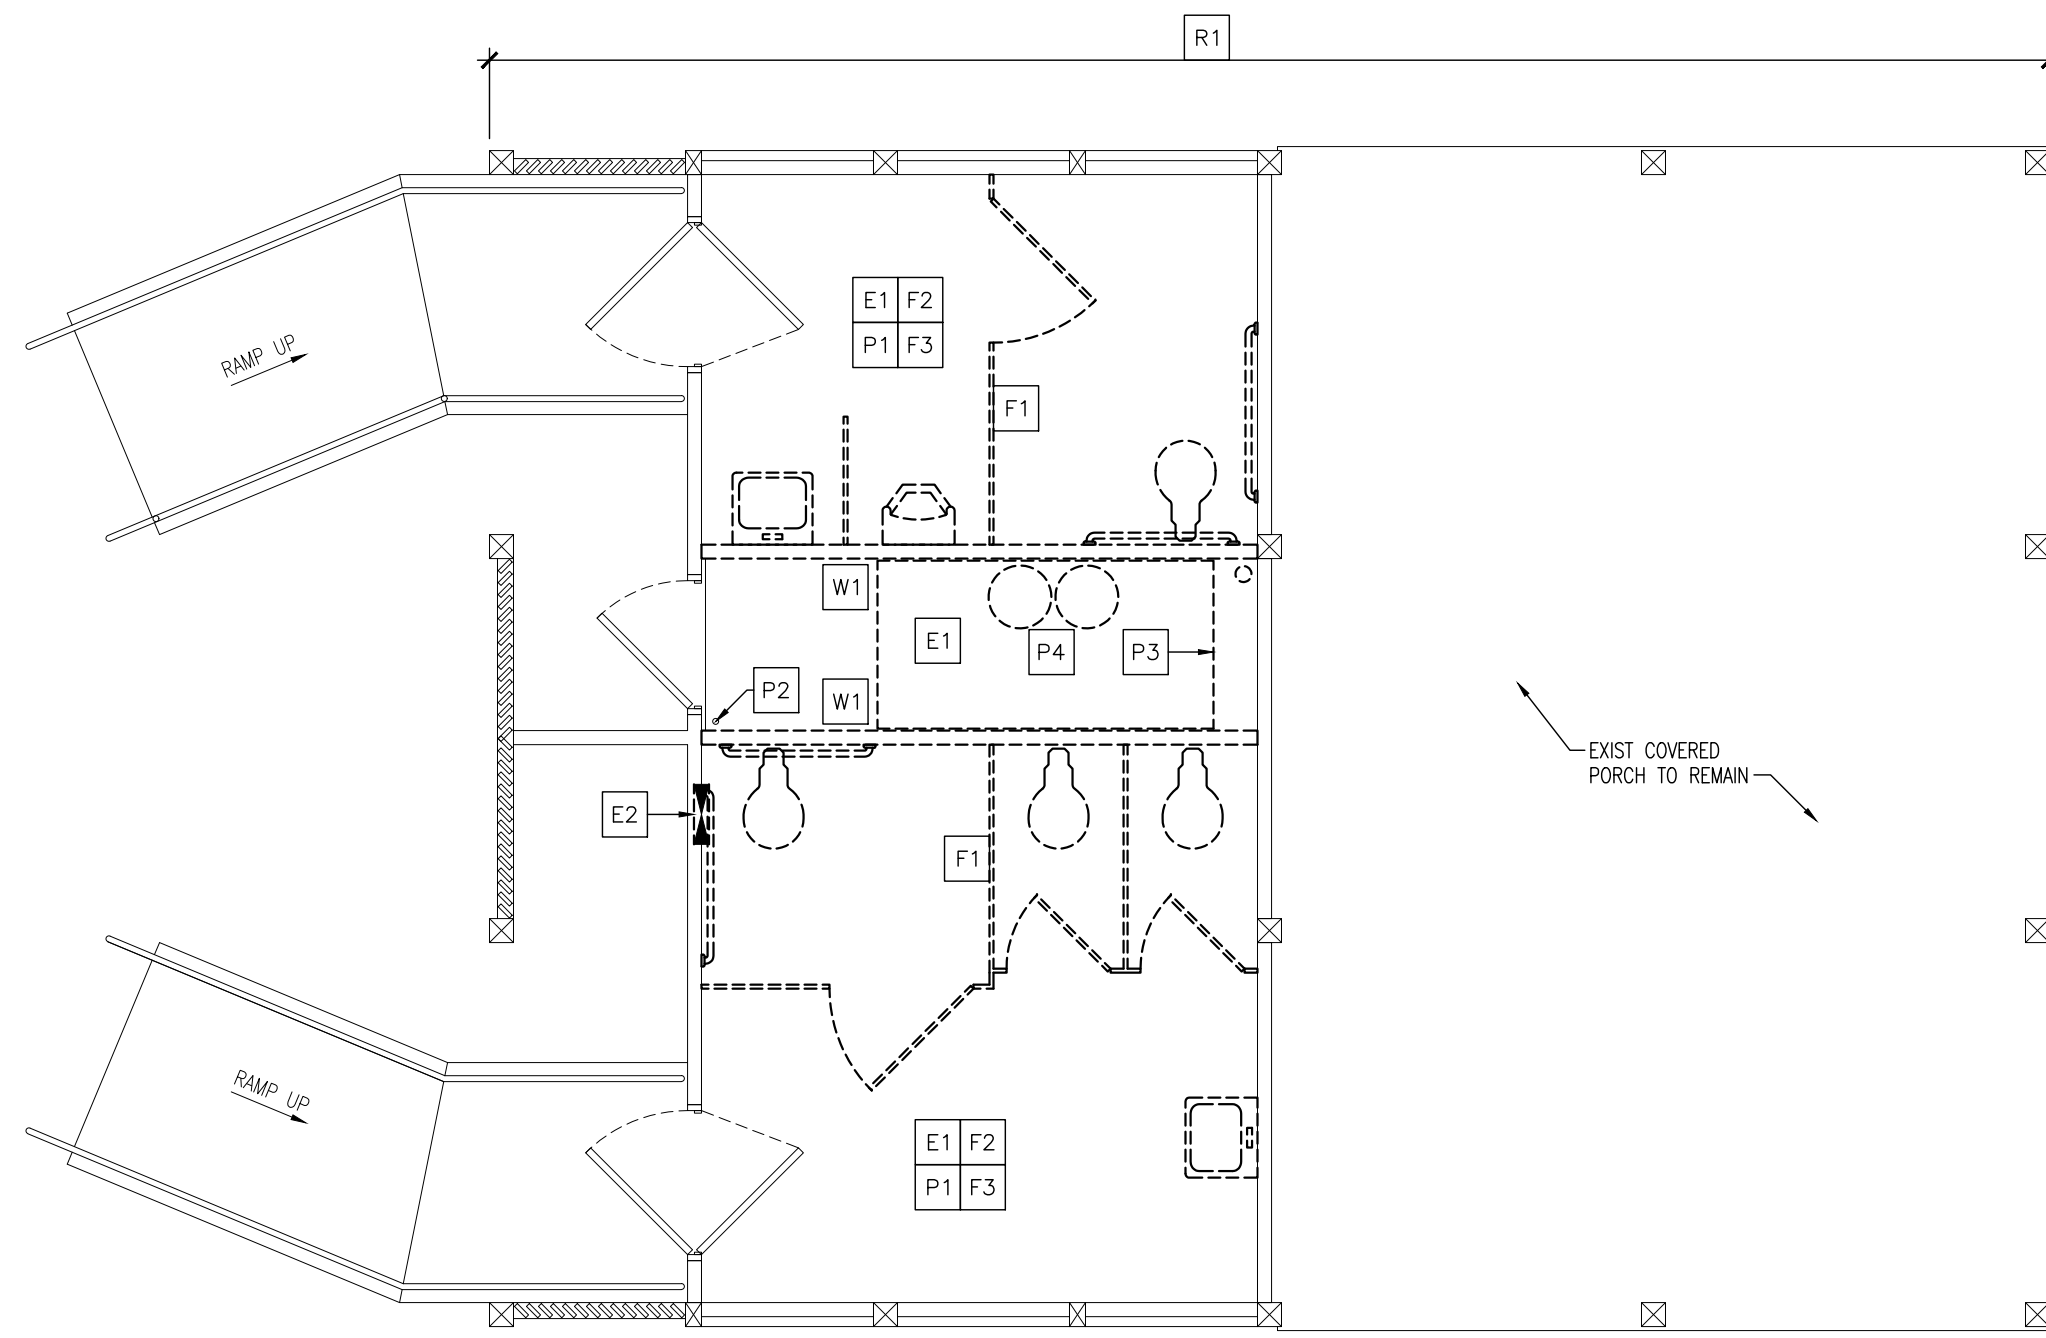 R1
E1 F2
P1 F3
RAMP UP
F1
W1
E1
P4
P3
P2
W1
EXIST COVERED
PORCH TO REMAIN
E2
F1
RAMP UP
E1 F2
P1 F3